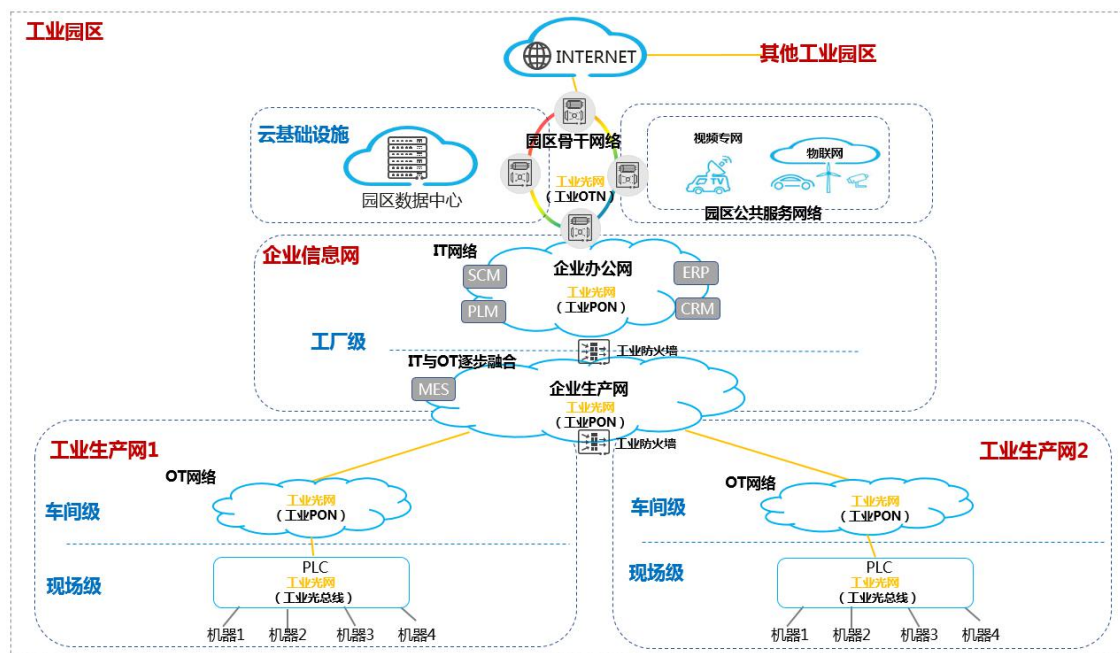 工业园区
INTERNET
其他工业园区
云基础设施
园区数据中心
园区骨干网络
工业光网
(工业OTN)
视频专网
TV
物联网
园区公共服务网络
企业信息网
IT网络
SCM
PLM
企业办公网
工业光网
(工业PON)
ERP
CRM
工厂级
工业防火墙
IT与OT逐步融合
MES
企业生产网
工业光网
(工业PON)
工业防火墙
工业生产网1
OT网络
工业光网
(工业PON)
车间级
现场级
PLC
工业光网
(工业光总线)
机器1
机器2
机器3
机器4
工业生产网2
OT网络
工业光网
(工业PON)
车间级
现场级
PLC
工业光网
(工业光总线)
机器1
机器2
机器3
机器4